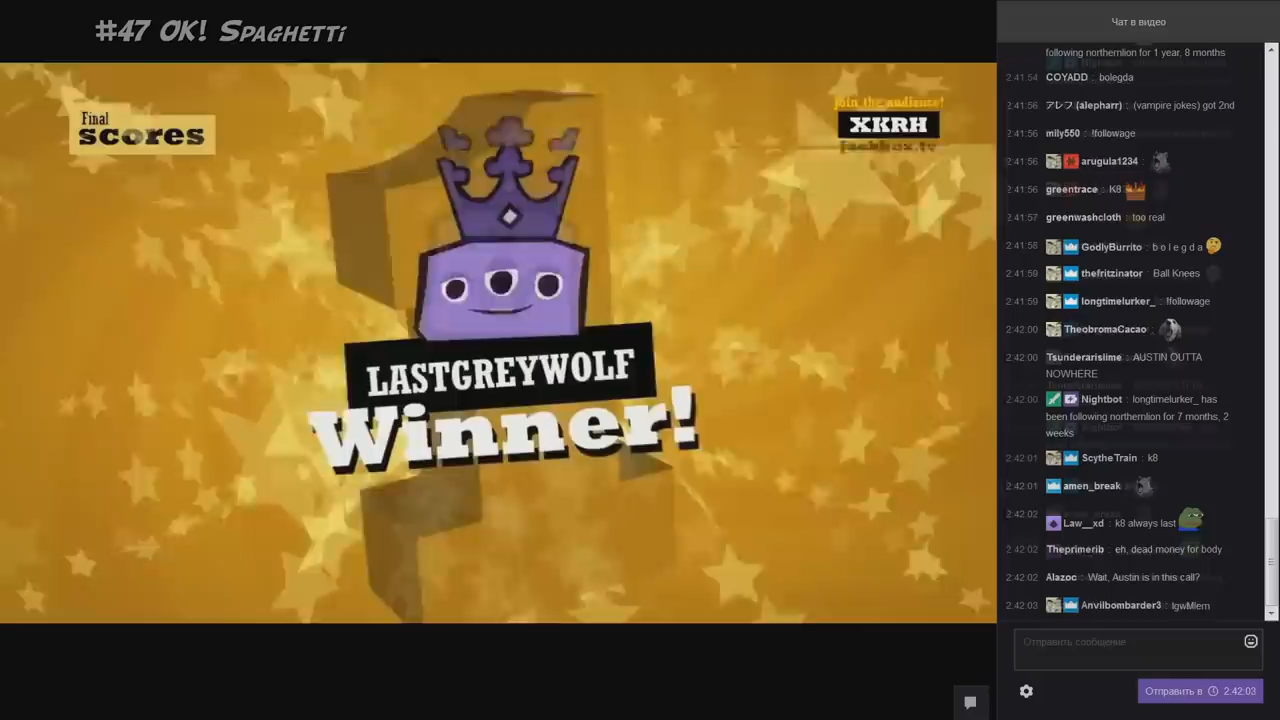 #47 OK! Spaghetti
Final
scores
join the audience!
XKRH
jackbox.tv
LASTGREYWOLF
Winner!
Чат в видео
following northernlion for 1 year, 8 months
2:41:54 COYADD : bolegda
2:41:56 アレフ (alepharr) : (vampire jokes) got 2nd
2:41:56 mily550 : !followage
2:41:56 arugula1234 :
2:41:56 greentrace : K8
2:41:57 greenwashcloth : too real
2:41:58 GodlyBurrito : b o l e g d a
2:41:59 thefritzinator : Ball Knees
2:41:59 longtimelurker_ : !followage
2:42:00 TheobromaCacao :
2:42:00 Tsunderarislime : AUSTIN OUTTA
NOWHERE
2:42:00 Nightbot : longtimelurker_ has
been following northernlion for 7 months, 2
weeks
2:42:01 ScytheTrain : k8
2:42:01 amen_break :
2:42:02 Law__xd : k8 always last
2:42:02 Theprimerib : eh, dead money for body
2:42:02 Alazoc : Wait, Austin is in this call?
2:42:03 Anvilbombarder3 : lgwMlem
Отправить сообщение
Отправить в 2:42:03